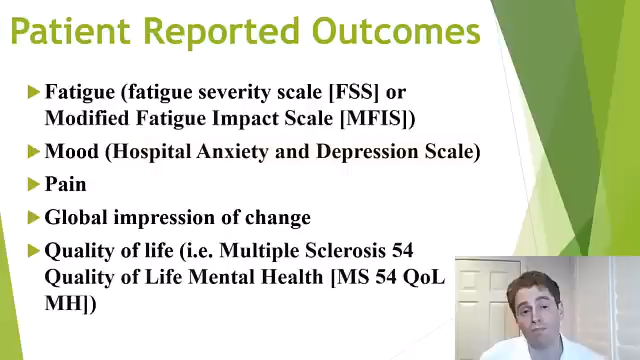 Patient Reported Outcomes
Fatigue (fatigue severity scale [FSS] or
Modified Fatigue Impact Scale [MFIS])
Mood (Hospital Anxiety and Depression Scale)
Pain
Global impression of change
Quality of life (i.e. Multiple Sclerosis 54
Quality of Life Mental Health [MS 54 QoL
MH])